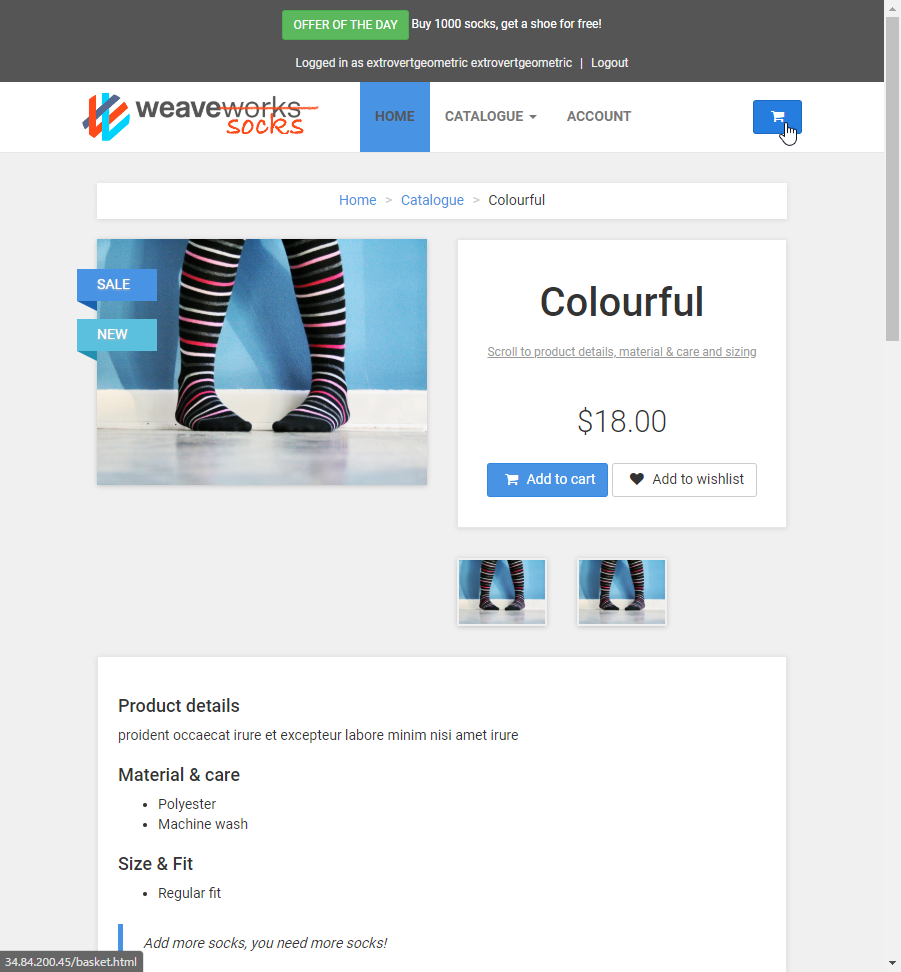 OFFER OF THE DAY Buy 1000 socks, get a shoe for free!
Logged in as extrovertgeometric extrovertgeometric | Logout
weaveworks
socks
HOME CATALOGUE ACCOUNT
Home > Catalogue > Colourful
SALE
NEW
Colourful
Scroll to product details, material & care and sizing
$18.00
Add to cart Add to wishlist
Product details
proident occaecat irure et excepteur labore minim nisi amet irure
Material & care
• Polyester
• Machine wash
Size & Fit
• Regular fit
Add more socks, you need more socks!
34.84.200.45/basket.html